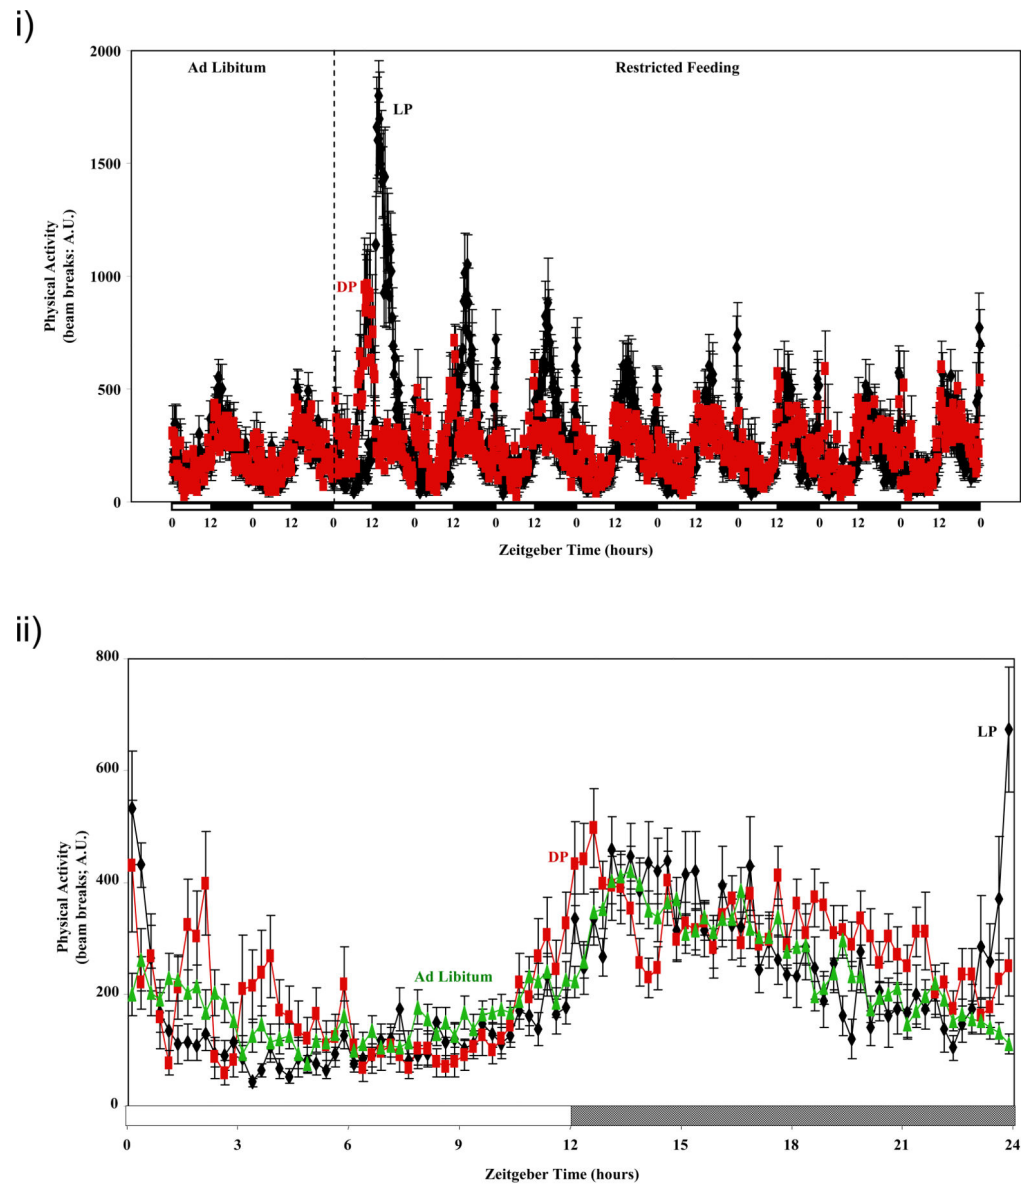 i)
2000
Ad Libitum
Restricted Feeding
LP
1500
Physical Activity
(beam breaks: A.U.)
1000
DP
500
0
0 12 0 12 0 12 0 12 0 12 0 12 0 12 0 12 0 12 0 12 0
Zeitgeber Time (hours)
ii)
800
LP
600
Physical Activity
(beam breaks; A.U.)
DP
400
Ad Libitum
200
0
0 3 6 9 12 15 18 21 24
Zeitgeber Time (hours)